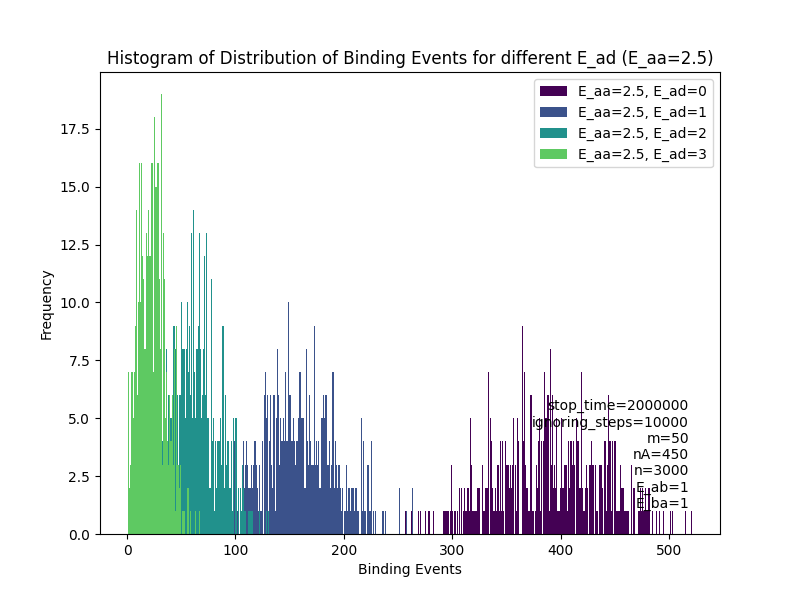 Histogram of Distribution of Binding Events for different E_ad (E_aa=2.5)
E_aa=2.5, E_ad=0
E_aa=2.5, E_ad=1
E_aa=2.5, E_ad=2
E_aa=2.5, E_ad=3
17.5
15.0
12.5
10.0
7.5
5.0
2.5
0.0
Frequency
stop_time=2000000
ignoring_steps=10000
m=50
nA=450
n=3000
E_ab=1
E_ba=1
0 100 200 300 400 500
Binding Events